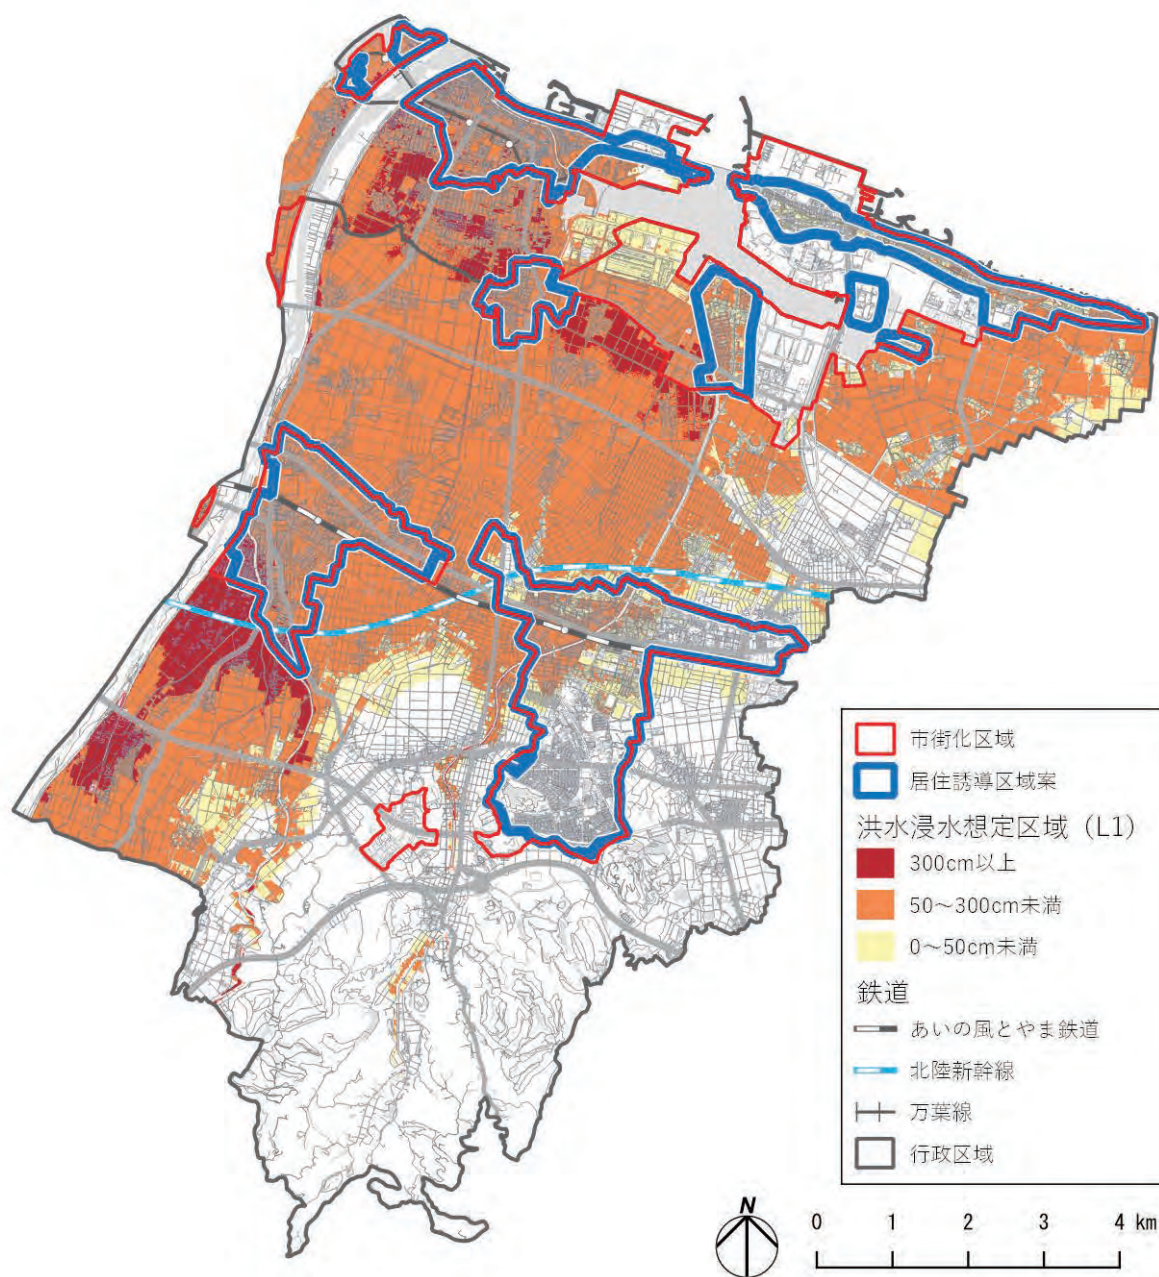 市街化区域
居住誘導区域案
洪水浸水想定区域（L1）
300cm以上
50～300cm未満
0～50cm未満
鉄道
あいの風とやま鉄道
北陸新幹線
万葉線
行政区域
N
0 1 2 3 4 km